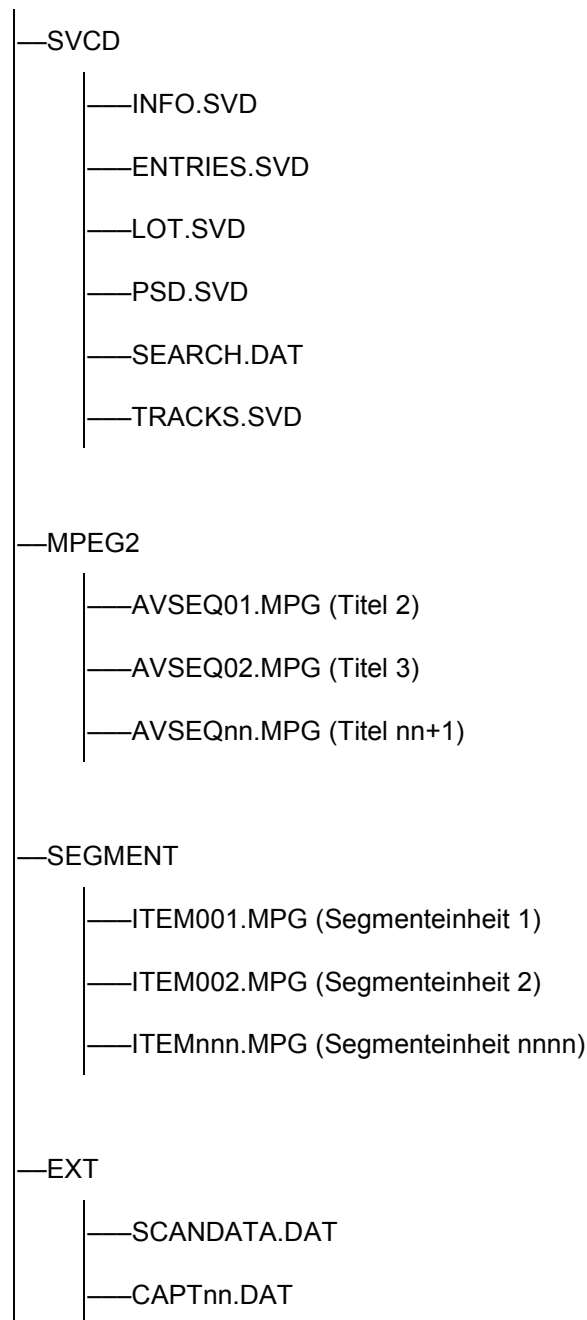 SVCD
INFO.SVD
ENTRIES.SVD
LOT.SVD
PSD.SVD
SEARCH.DAT
TRACKS.SVD
MPEG2
AVSEQ01.MPG (Titel 2)
AVSEQ02.MPG (Titel 3)
AVSEQnn.MPG (Titel nn+1)
SEGMENT
ITEM001.MPG (Segmenteinheit 1)
ITEM002.MPG (Segmenteinheit 2)
ITEMnnn.MPG (Segmenteinheit nnnn)
EXT
SCANDATA.DAT
CAPTnn.DAT